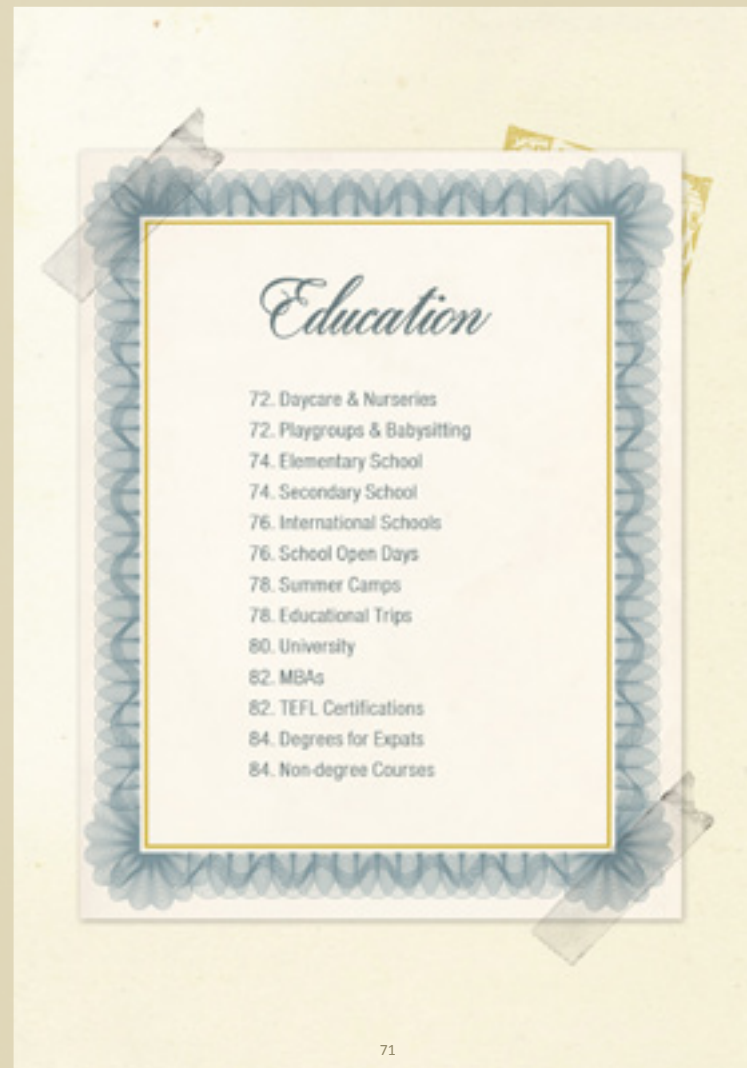 Education
72. Daycare & Nurseries
72. Playgroups & Babysitting
74. Elementary School
74. Secondary School
76. International Schools
76. School Open Days
78. Summer Camps
78. Educational Trips
80. University
82. MBAs
82. TEFL Certifications
84. Degrees for Expats
84. Non-degree Courses
71